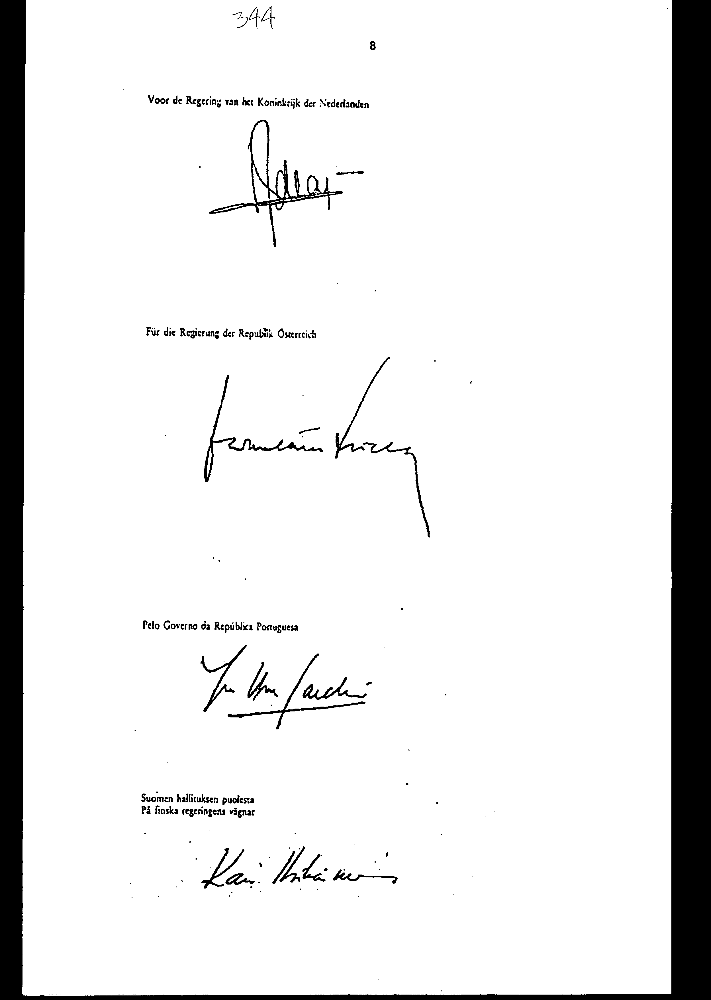 344
8
Voor de Regering van het Koninkrijk der Nederlanden
Für die Regierung der Republik Österreich
Pelo Governo da República Portuguesa
Suomen hallituksen puolesta
På finska regeringens vägnar
Kari